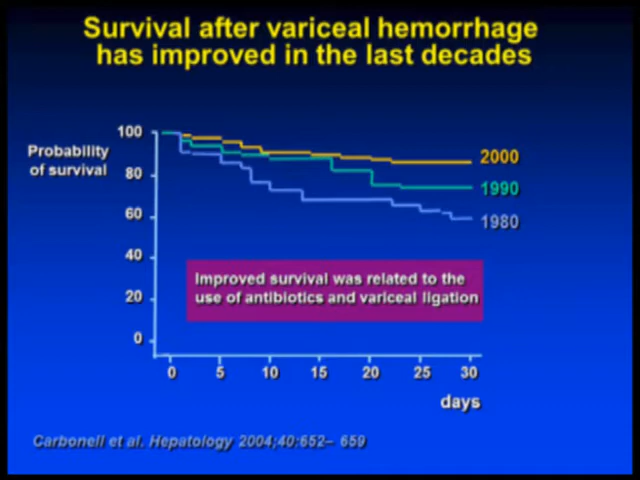 Survival after variceal hemorrhage
has improved in the last decades
Probability
of survival
100
80
60
40
20
0
2000
1990
1980
Improved survival was related to the
use of antibiotics and variceal ligation
0 5 10 15 20 25 30
days
Carbonell et al. Hepatology 2004;40:652– 659